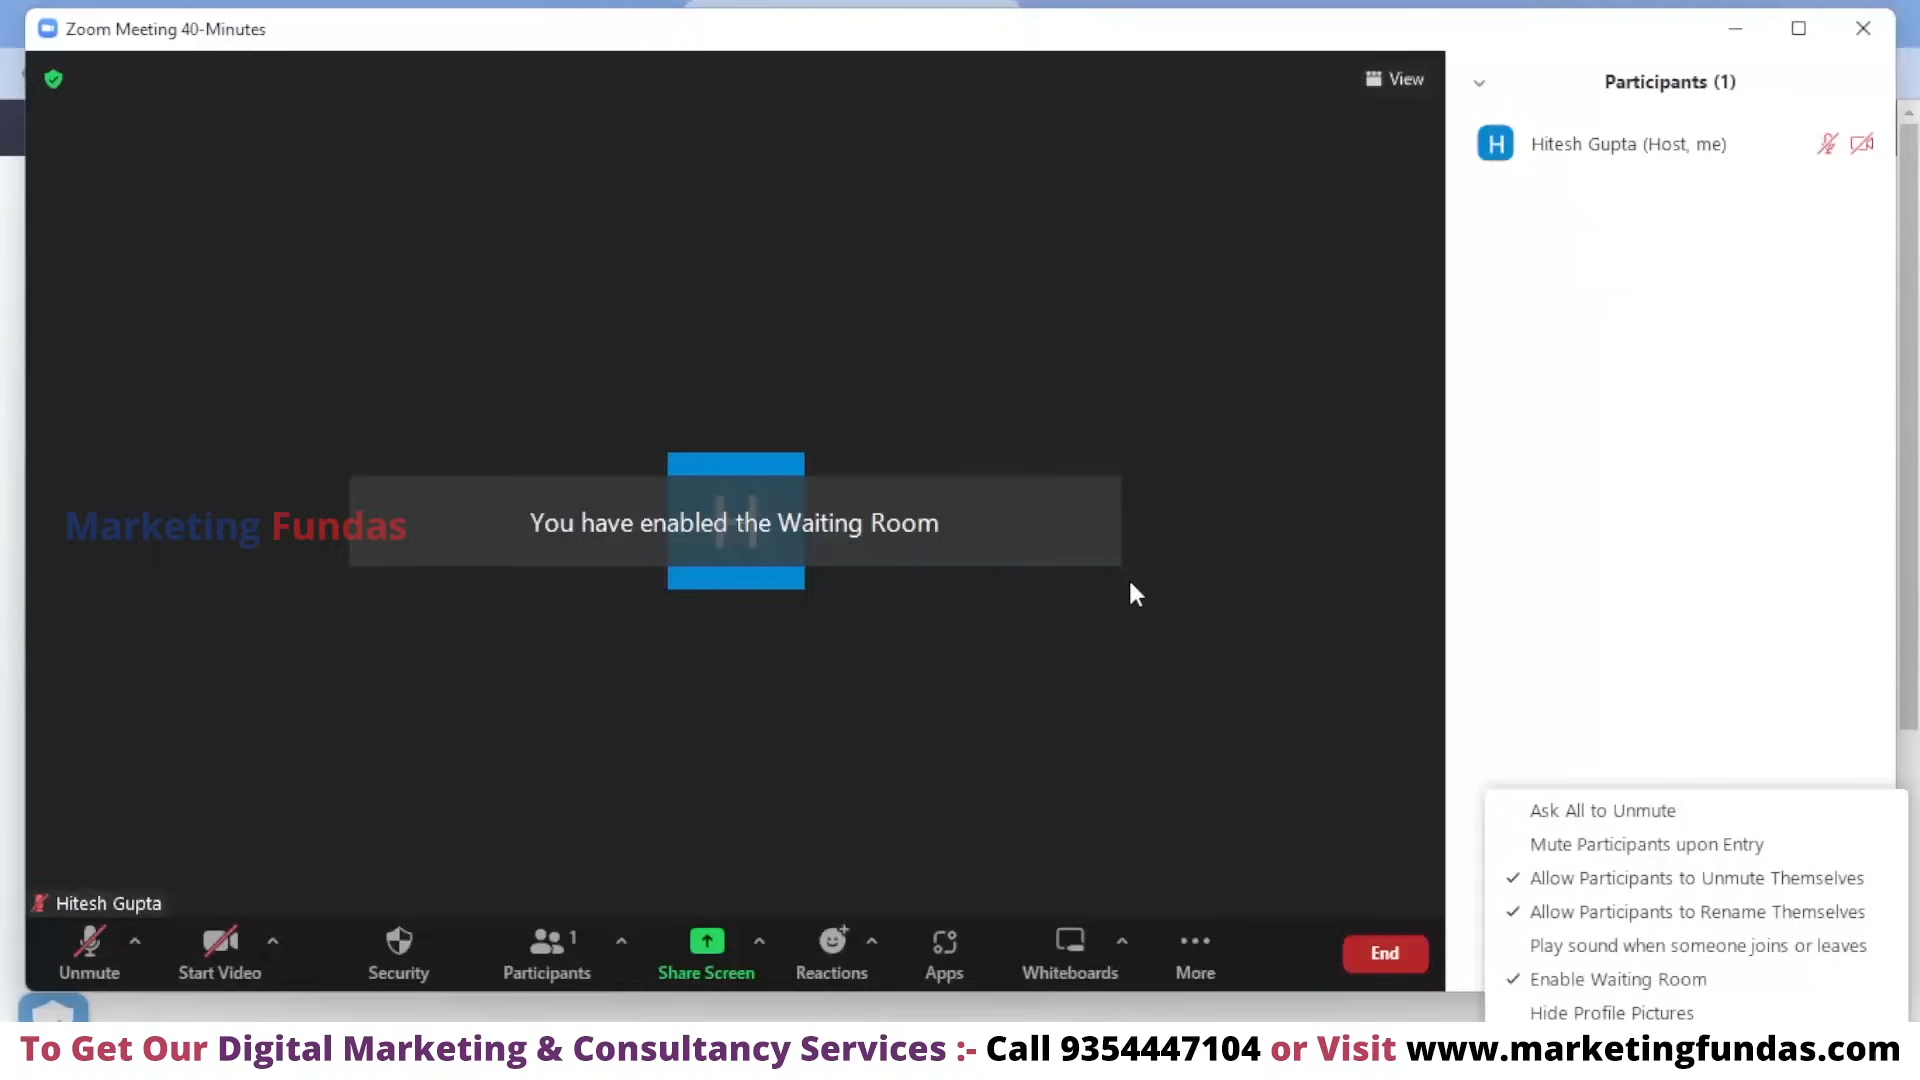 Zoom Meeting 40-Minutes
View
Participants (1)
H
Hitesh Gupta (Host, me)
H
You have enabled the Waiting Room
Marketing Fundas
Ask All to Unmute
Mute Participants upon Entry
Allow Participants to Unmute Themselves
Allow Participants to Rename Themselves
Play sound when someone joins or leaves
Enable Waiting Room
Hide Profile Pictures
Hitesh Gupta
1
Unmute
Start Video
Security
Participants
Share Screen
Reactions
Apps
Whiteboards
More
End
To Get Our Digital Marketing & Consultancy Services :- Call 9354447104 or Visit www.marketingfundas.com